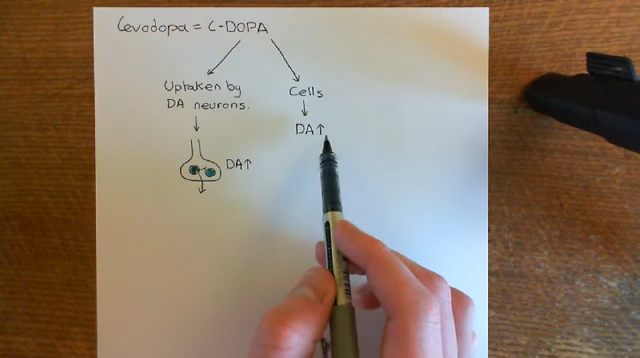 Levodopa = L-DOPA
Uptaken by
DA neurons.
Cells
DA↑
DA↑